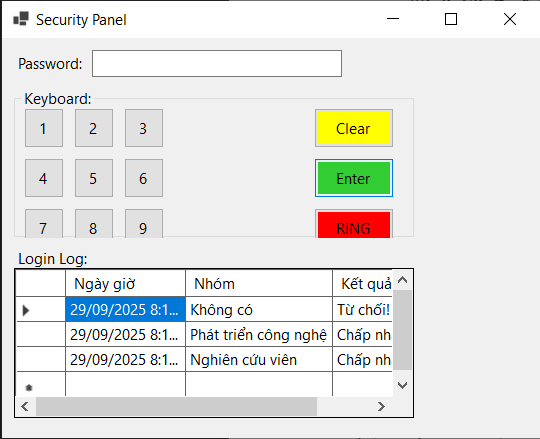 Security Panel
Password:
Keyboard:
1 2 3 Clear
4 5 6 Enter
7 8 9 RING
Login Log:
Ngày giờ Nhóm Kết quả
29/09/2025 8:1... Không có Từ chối!
29/09/2025 8:1... Phát triển công nghệ Chấp nh
29/09/2025 8:1... Nghiên cứu viên Chấp nh